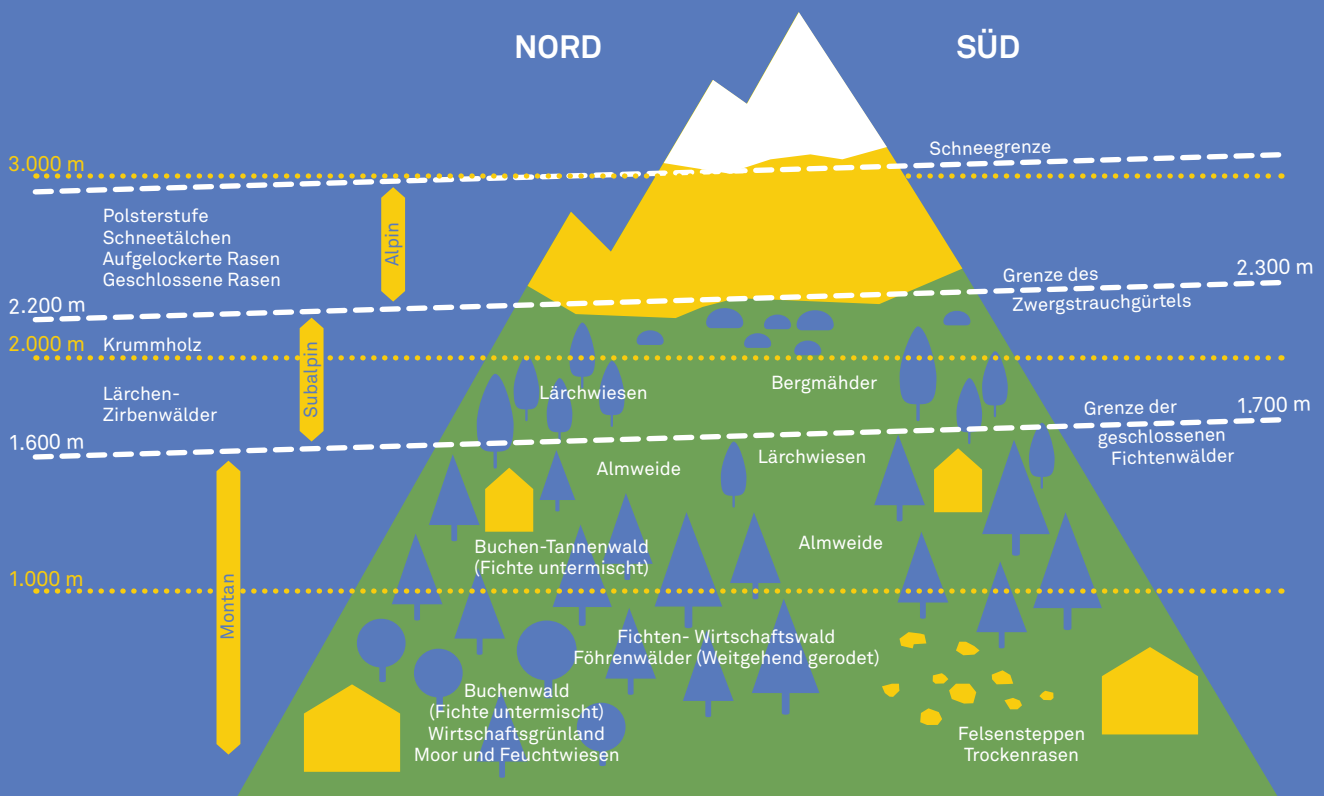 NORD
SÜD
Schneegrenze
3.000 m
Polsterstufe
Schneetälchen
Aufgelockerte Rasen
Geschlossene Rasen
Alpin
Grenze des
Zwergstrauchgürtels
2.300 m
2.200 m
2.000 m
Krummholz
Subalpin
Lärchen-
Zirbenwälder
Lärchwiesen
Bergmähder
Grenze der
geschlossenen
Fichtenwälder
1.700 m
1.600 m
Almweide
Lärchwiesen
Almweide
Buchen-Tannenwald
(Fichte untermischt)
1.000 m
Montan
Fichten- Wirtschaftswald
Föhrenwälder (Weitgehend gerodet)
Buchenwald
(Fichte untermischt)
Wirtschaftsgrünland
Moor und Feuchtwiesen
Felsensteppen
Trockenrasen